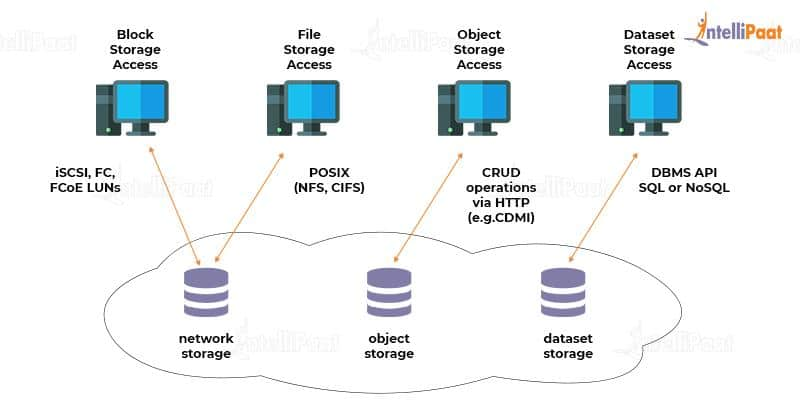 Block
Storage
Access
File
Storage
Access
Object
Storage
Access
Dataset
Storage
Access
IntelliPaat
iSCSI, FC,
FCoE LUNs
POSIX
(NFS, CIFS)
CRUD
operations
via HTTP
(e.g.CDMI)
DBMS API
SQL or NoSQL
network
storage
object
storage
dataset
storage